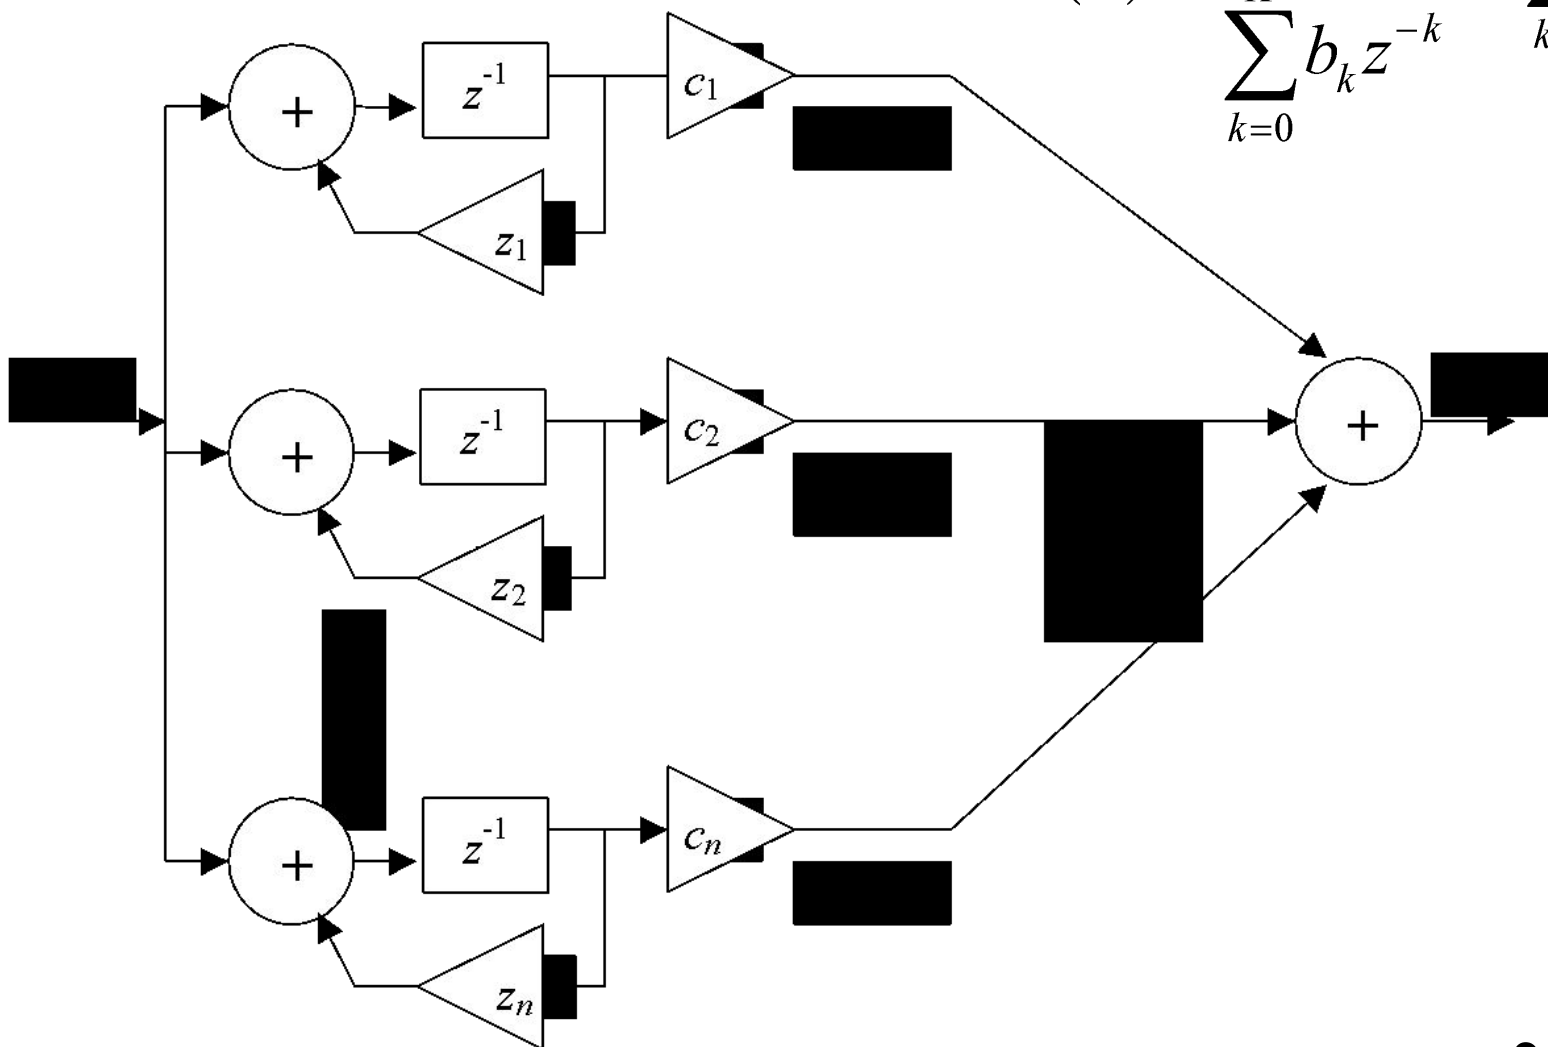 n
∑ b_k z^{-k}
k=0
z^{-1}
c_1
+
z_1
z^{-1}
c_2
+
+
z_2
z^{-1}
c_n
+
z_n